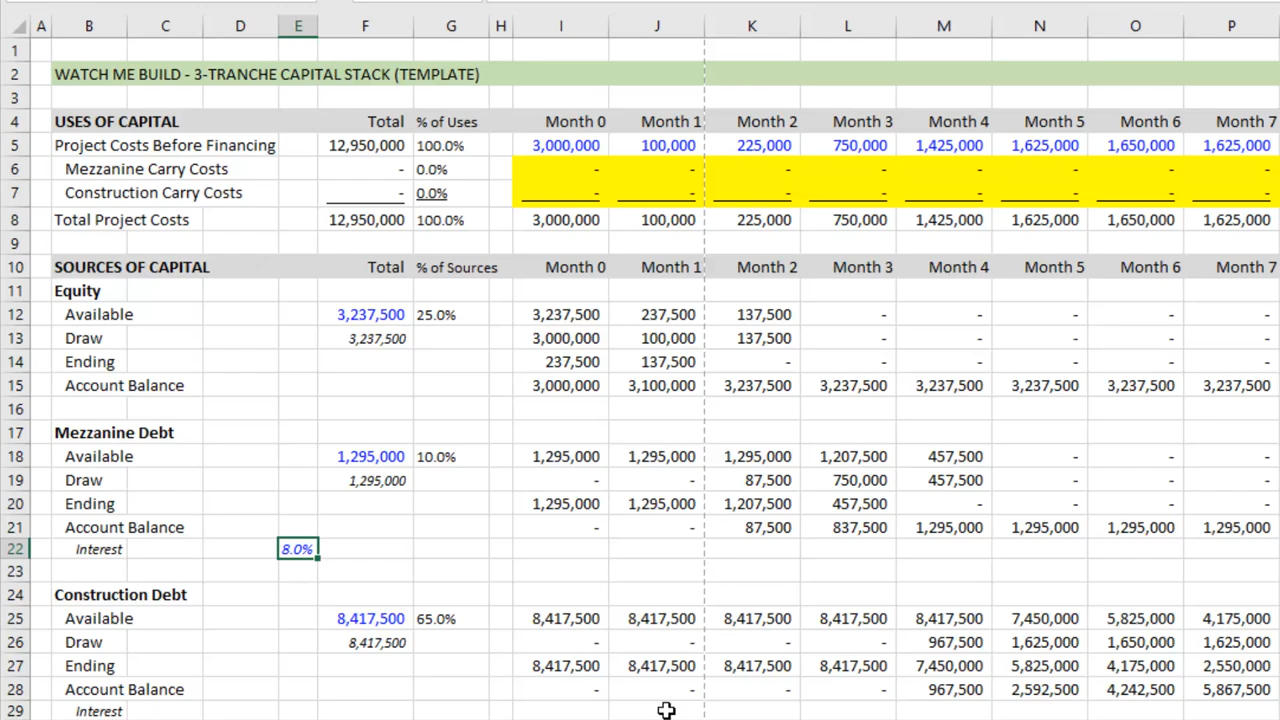 A B C D E F G H I J K L M N O P
1
2 WATCH ME BUILD - 3-TRANCHE CAPITAL STACK (TEMPLATE)
3
4 USES OF CAPITAL Total % of Uses Month 0 Month 1 Month 2 Month 3 Month 4 Month 5 Month 6 Month 7
5 Project Costs Before Financing 12,950,000 100.0% 3,000,000 100,000 225,000 750,000 1,425,000 1,625,000 1,650,000 1,625,000
6 Mezzanine Carry Costs - 0.0% - - - - - - - -
7 Construction Carry Costs - 0.0% - - - - - - - -
8 Total Project Costs 12,950,000 100.0% 3,000,000 100,000 225,000 750,000 1,425,000 1,625,000 1,650,000 1,625,000
9
10 SOURCES OF CAPITAL Total % of Sources Month 0 Month 1 Month 2 Month 3 Month 4 Month 5 Month 6 Month 7
11 Equity
12 Available 3,237,500 25.0% 3,237,500 237,500 137,500 - - - - -
13 Draw 3,237,500 3,000,000 100,000 137,500 - - - - -
14 Ending 237,500 137,500 - - - - - -
15 Account Balance 3,000,000 3,100,000 3,237,500 3,237,500 3,237,500 3,237,500 3,237,500 3,237,500
16
17 Mezzanine Debt
18 Available 1,295,000 10.0% 1,295,000 1,295,000 1,295,000 1,207,500 457,500 - - -
19 Draw 1,295,000 - - 87,500 750,000 457,500 - - -
20 Ending 1,295,000 1,295,000 1,207,500 457,500 - - - -
21 Account Balance - - 87,500 837,500 1,295,000 1,295,000 1,295,000 1,295,000
22 Interest 8.0%
23
24 Construction Debt
25 Available 8,417,500 65.0% 8,417,500 8,417,500 8,417,500 8,417,500 8,417,500 7,450,000 5,825,000 4,175,000
26 Draw 8,417,500 - - - - 967,500 1,625,000 1,650,000 1,625,000
27 Ending 8,417,500 8,417,500 8,417,500 8,417,500 7,450,000 5,825,000 4,175,000 2,550,000
28 Account Balance - - - - 967,500 2,592,500 4,242,500 5,867,500
29 Interest